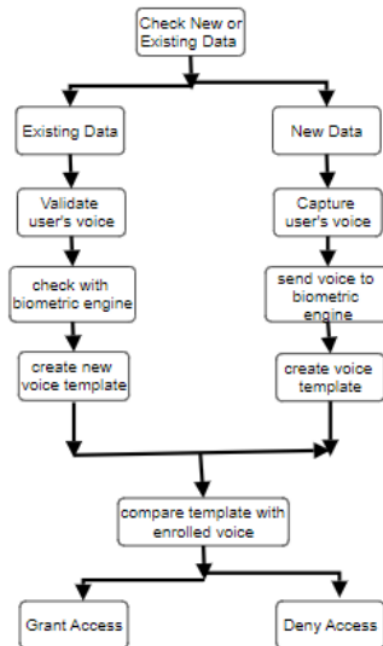 Check New or
Existing Data
Existing Data
New Data
Validate
user's voice
Capture
user's voice
check with
biometric engine
send voice to
biometric
engine
create new
voice template
create voice
template
compare template with
enrolled voice
Grant Access
Deny Access